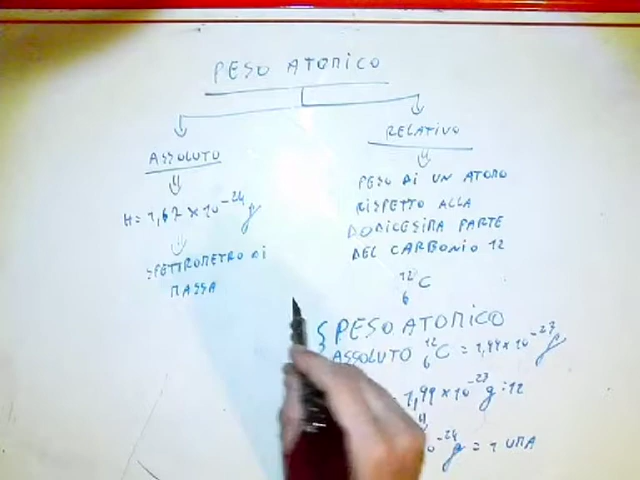 PESO ATOMICO
ASSOLUTO
H = 1,67 × 10⁻²⁴ g
SPETTROMETRO DI
MASSA
RELATIVO
PESO DI UN ATOMO
RISPETTO ALLA
DODICESIMA PARTE
DEL CARBONIO 12
¹²₆C
{ PESO ATOMICO
ASSOLUTO ¹²₆C = 1,99 × 10⁻²³ g
1,99 × 10⁻²³ g : 12
⁻²⁴ g = 1 UMA